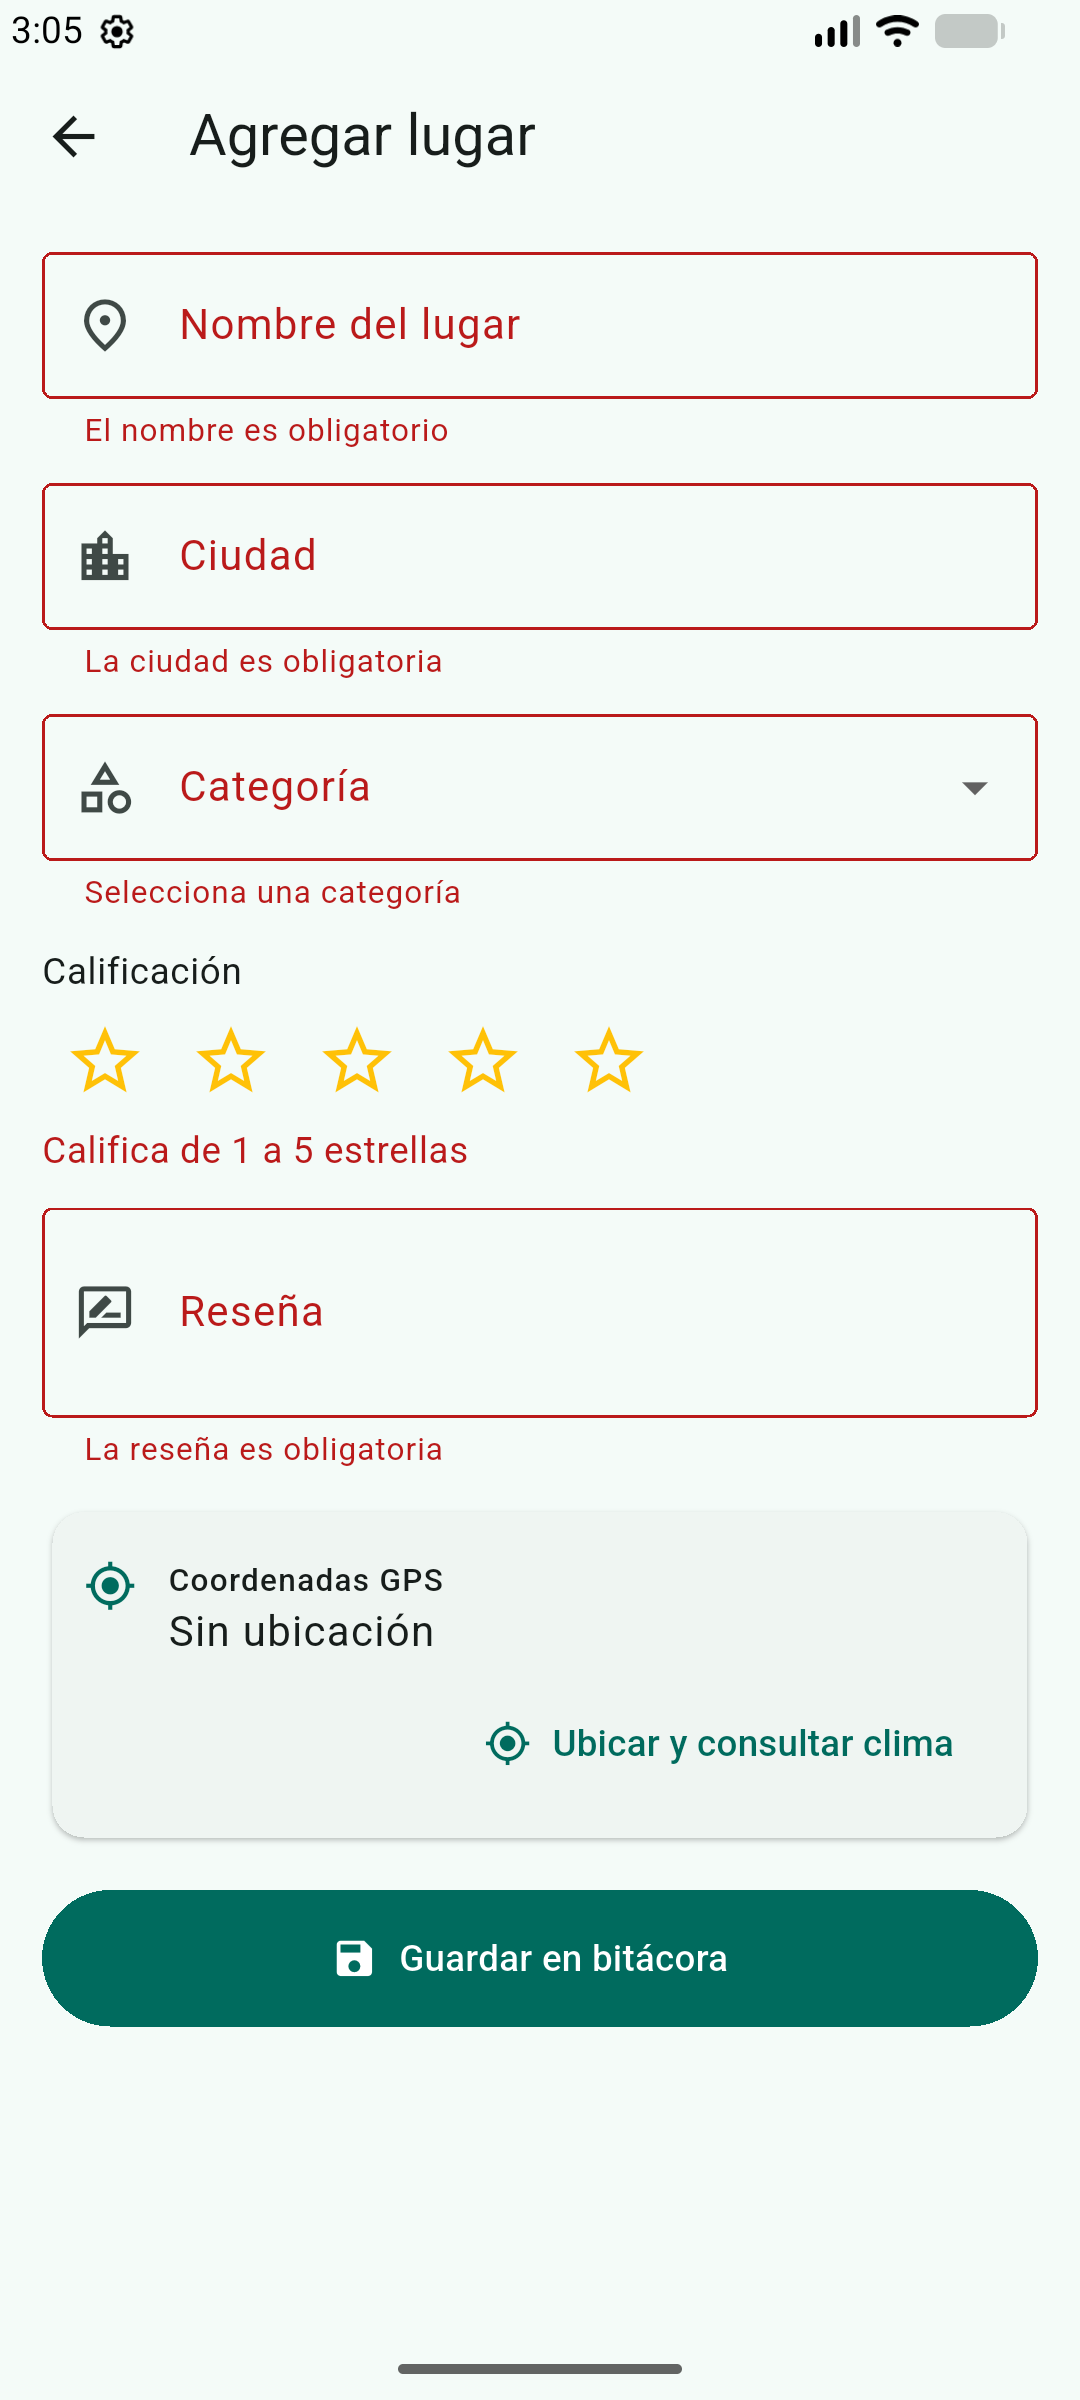 3:05
Agregar lugar
Nombre del lugar
El nombre es obligatorio
Ciudad
La ciudad es obligatoria
Categoría
Selecciona una categoría
Calificación
Califica de 1 a 5 estrellas
Reseña
La reseña es obligatoria
Coordenadas GPS
Sin ubicación
Ubicar y consultar clima
Guardar en bitácora